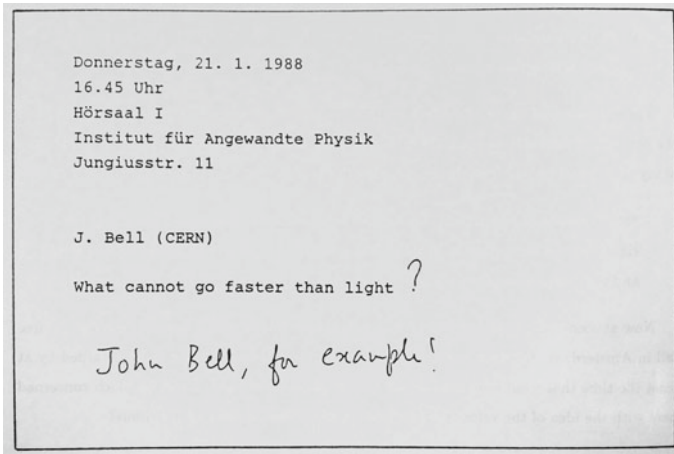 Donnerstag, 21. 1. 1988
16.45 Uhr
Hörsaal I
Institut für Angewandte Physik
Jungiusstr. 11
J. Bell (CERN)
What cannot go faster than light ?
John Bell, for example!